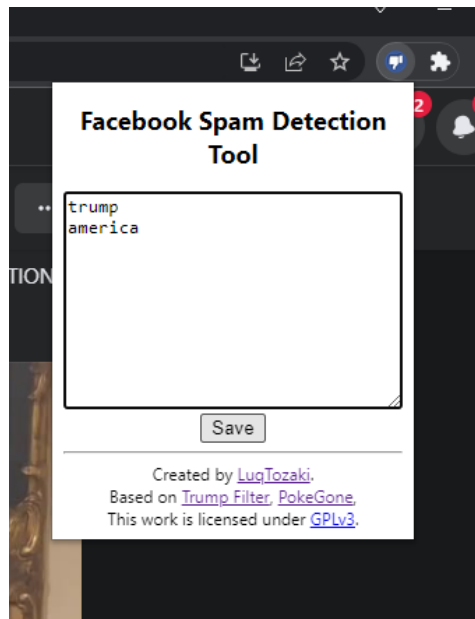 2
Facebook Spam Detection
Tool
TION
trump
america
Save
Created by LuqTozaki.
Based on Trump Filter, PokeGone,
This work is licensed under GPLv3.